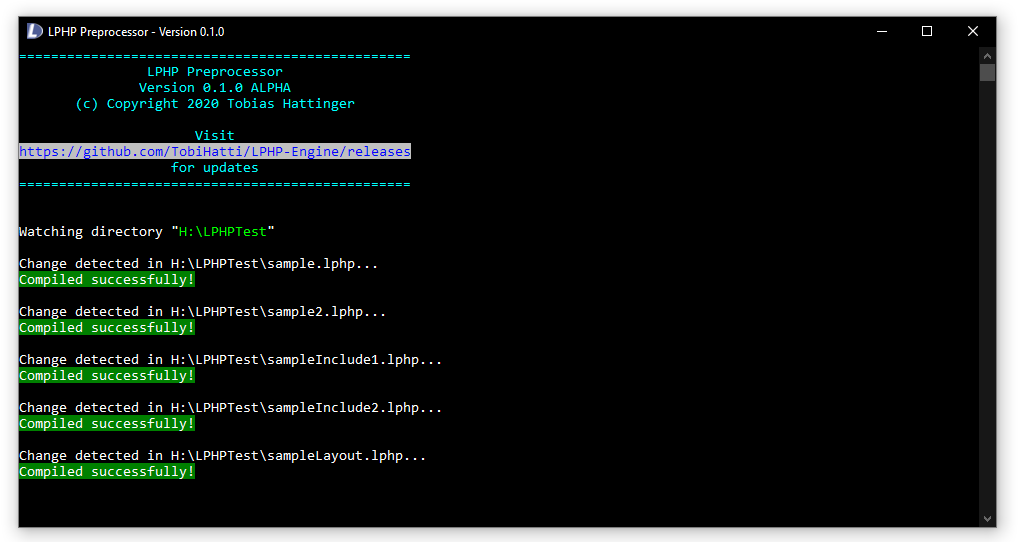 LPHP Preprocessor - Version 0.1.0
=================================================
LPHP Preprocessor
Version 0.1.0 ALPHA
(c) Copyright 2020 Tobias Hattinger
Visit
https://github.com/TobiHatti/LPHP-Engine/releases
for updates
=================================================
Watching directory "H:\LPHPTest"
Change detected in H:\LPHPTest\sample.lphp...
Compiled successfully!
Change detected in H:\LPHPTest\sample2.lphp...
Compiled successfully!
Change detected in H:\LPHPTest\sampleInclude1.lphp...
Compiled successfully!
Change detected in H:\LPHPTest\sampleInclude2.lphp...
Compiled successfully!
Change detected in H:\LPHPTest\sampleLayout.lphp...
Compiled successfully!